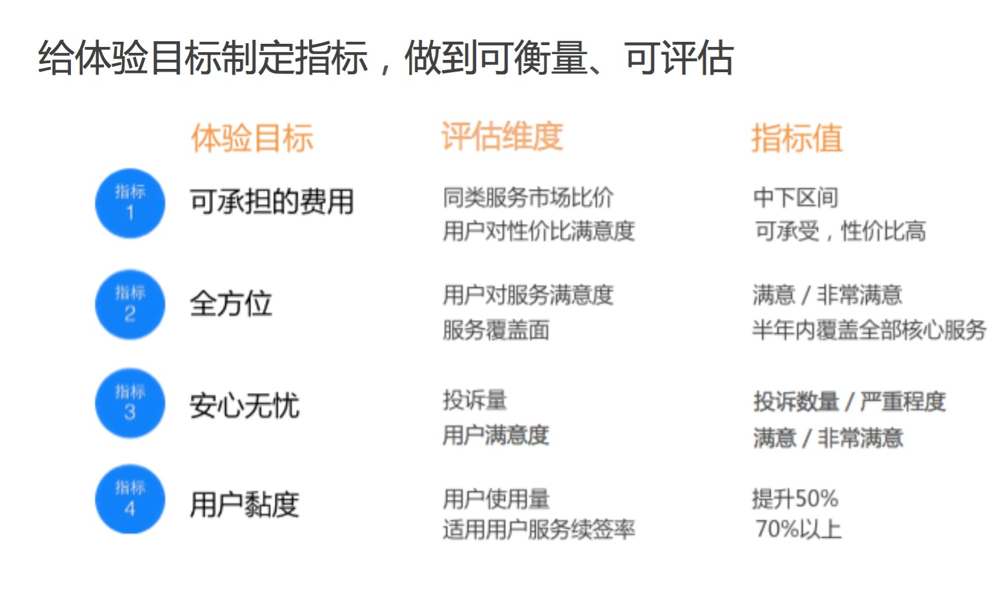 给体验目标制定指标，做到可衡量、可评估
体验目标 评估维度 指标值
指标
1
可承担的费用
同类服务市场比价 中下区间
用户对性价比满意度 可承受，性价比高
指标
2
全方位
用户对服务满意度 满意 / 非常满意
服务覆盖面 半年内覆盖全部核心服务
指标
3
安心无忧
投诉量 投诉数量 / 严重程度
用户满意度 满意 / 非常满意
指标
4
用户黏度
用户使用量 提升50%
适用用户服务续签率 70%以上